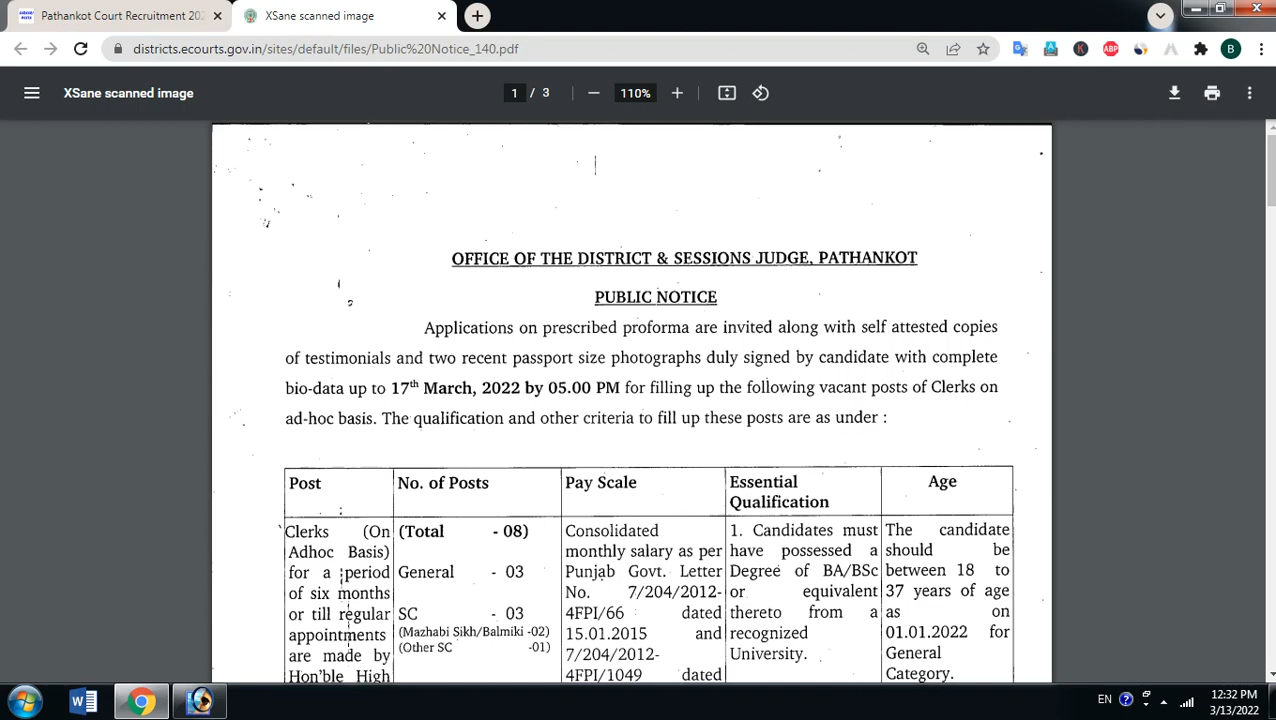 Pathankot Court Recruitment 202
XSane scanned image
districts.ecourts.gov.in/sites/default/files/Public%20Notice_140.pdf
ABP
K
B
XSane scanned image
1 / 3
110%
OFFICE OF THE DISTRICT & SESSIONS JUDGE, PATHANKOT
PUBLIC NOTICE
Applications on prescribed proforma are invited along with self attested copies
of testimonials and two recent passport size photographs duly signed by candidate with complete
bio-data up to 17th March, 2022 by 05.00 PM for filling up the following vacant posts of Clerks on
ad-hoc basis. The qualification and other criteria to fill up these posts are as under :
Post
No. of Posts
Pay Scale
Essential
Qualification
Age
Clerks (On
Adhoc Basis)
for a period
of six months
or till regular
appointments
are made by
Hon'ble High
(Total - 08)
General - 03
SC - 03
(Mazhabi Sikh/Balmiki -02)
(Other SC -01)
Consolidated
monthly salary as per
Punjab Govt. Letter
No. 7/204/2012-
4FPI/66 dated
15.01.2015 and
7/204/2012-
4FPI/1049 dated
1. Candidates must
have possessed a
Degree of BA/BSc
or equivalent
thereto from a
recognized
University.
The candidate
should be
between 18 to
37 years of age
as on
01.01.2022 for
General
Category.
EN
12:32 PM
3/13/2022